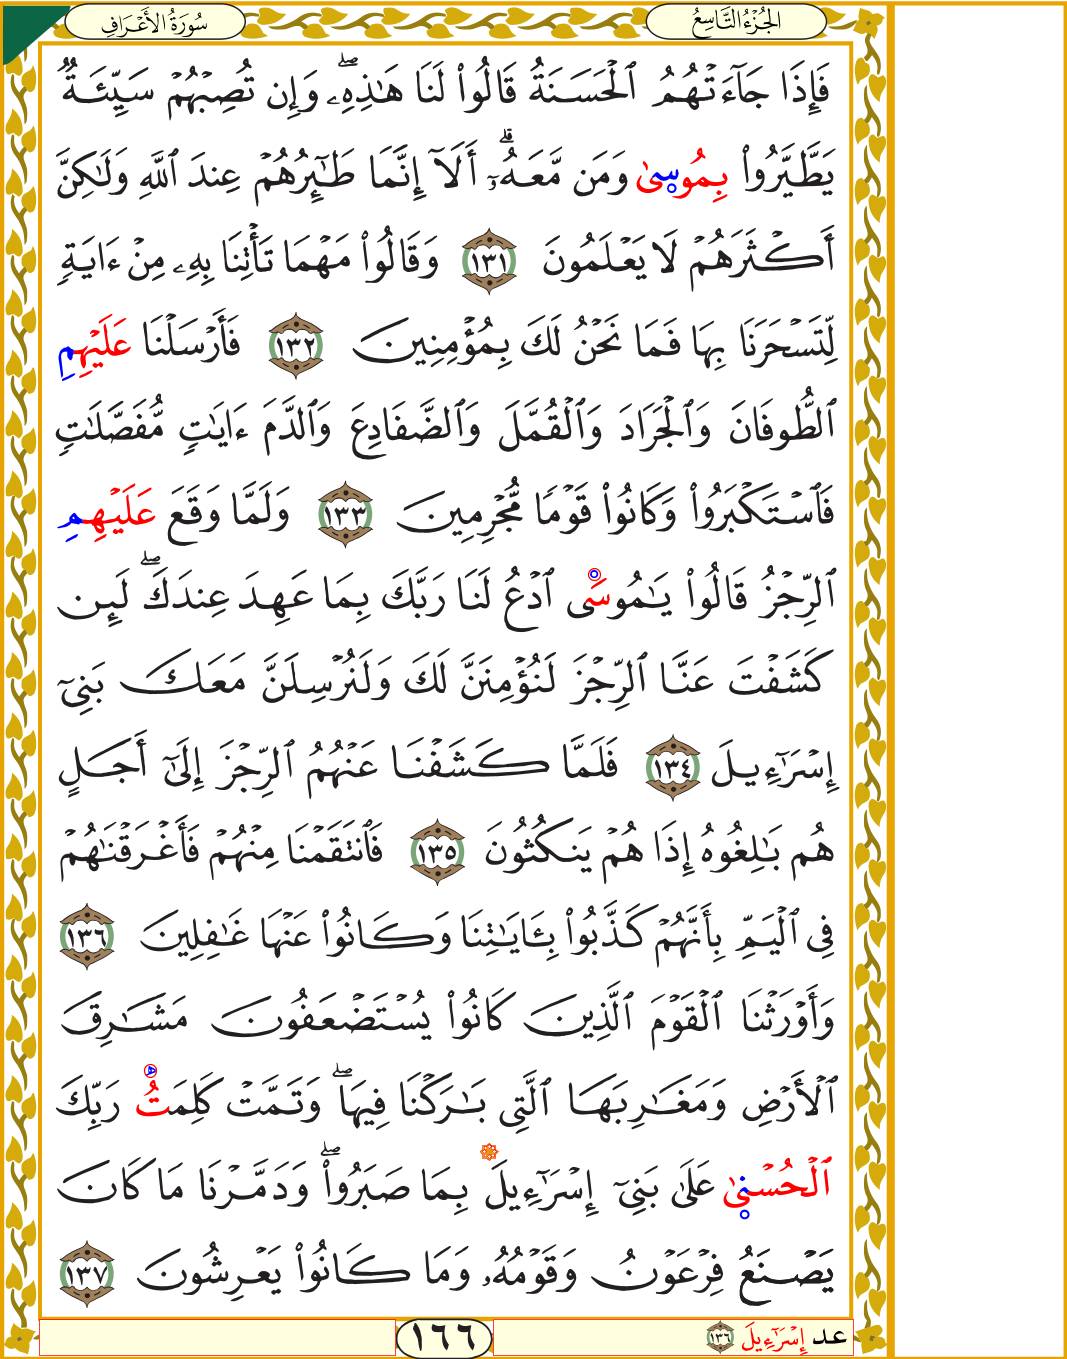 الجُزْءُ التَّاسِعُ
سُورَةُ الأَعْرَافِ
فَإِذَا جَآءَتْهُمُ ٱلْحَسَنَةُ قَالُوا۟ لَنَا هَٰذِهِۦۖ وَإِن تُصِبْهُمْ سَيِّئَةٌ
يَطَّيَّرُوا۟ بِمُوسىٰ وَمَن مَّعَهُۥٓۗ أَلَآ إِنَّمَا طَٰٓئِرُهُمْ عِندَ ٱللَّهِ وَلَٰكِنَّ
أَكْثَرَهُمْ لَا يَعْلَمُونَ ١٣١ وَقَالُوا۟ مَهْمَا تَأْتِنَا بِهِۦ مِنْ ءَايَةٍ
لِّتَسْحَرَنَا بِهَا فَمَا نَحْنُ لَكَ بِمُؤْمِنِينَ ١٣٢ فَأَرْسَلْنَا عَلَيْهِمِ
ٱلطُّوفَانَ وَٱلْجَرَادَ وَٱلْقُمَّلَ وَٱلضَّفَادِعَ وَٱلدَّمَ ءَايَٰتٍ مُّفَصَّلَٰتٍ
فَٱسْتَكْبَرُوا۟ وَكَانُوا۟ قَوْمًا مُّجْرِمِينَ ١٣٣ وَلَمَّا وَقَعَ عَلَيْهِمِ
ٱلرِّجْزُ قَالُوا۟ يَٰمُوسَى ٱدْعُ لَنَا رَبَّكَ بِمَا عَهِدَ عِندَكَۖ لَئِن
كَشَفْتَ عَنَّا ٱلرِّجْزَ لَنُؤْمِنَنَّ لَكَ وَلَنُرْسِلَنَّ مَعَكَ بَنِىٓ
إِسْرَٰٓءِيلَ ١٣٤ فَلَمَّا كَشَفْنَا عَنْهُمُ ٱلرِّجْزَ إِلَىٰٓ أَجَلٍ
هُم بَٰلِغُوهُ إِذَا هُمْ يَنكُثُونَ ١٣٥ فَٱنتَقَمْنَا مِنْهُمْ فَأَغْرَقْنَٰهُمْ
فِى ٱلْيَمِّ بِأَنَّهُمْ كَذَّبُوا۟ بِـَٔايَٰتِنَا وَكَانُوا۟ عَنْهَا غَٰفِلِينَ ١٣٦
وَأَوْرَثْنَا ٱلْقَوْمَ ٱلَّذِينَ كَانُوا۟ يُسْتَضْعَفُونَ مَشَٰرِقَ
ٱلْأَرْضِ وَمَغَٰرِبَهَا ٱلَّتِى بَٰرَكْنَا فِيهَاۖ وَتَمَّتْ كَلِمَتُ رَبِّكَ
ٱلْحُسْنىٰ عَلَىٰ بَنِىٓ إِسْرَٰٓءِيلَ بِمَا صَبَرُوا۟ۖ وَدَمَّرْنَا مَا كَانَ
يَصْنَعُ فِرْعَوْنُ وَقَوْمُهُۥ وَمَا كَانُوا۟ يَعْرِشُونَ ١٣٧
عد إِسْرَٰٓءِيلَ ١٣٦
١٦٦